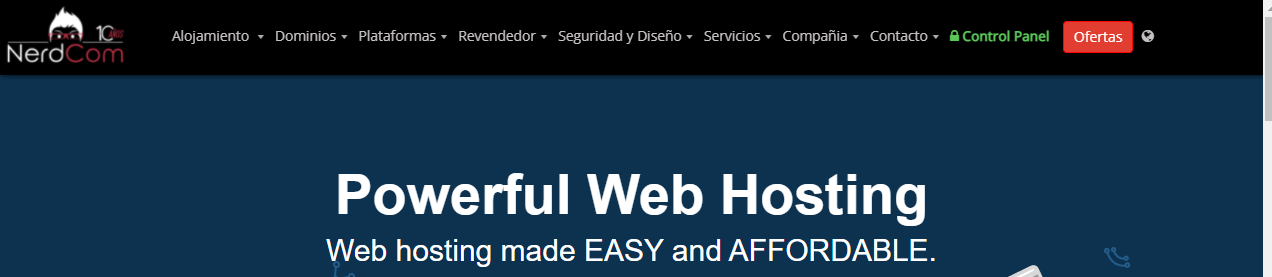 10 AÑOS
NerdCom
Alojamiento Dominios Plataformas Revendedor Seguridad y Diseño Servicios Compañia Contacto Control Panel Ofertas
Powerful Web Hosting
Web hosting made EASY and AFFORDABLE.